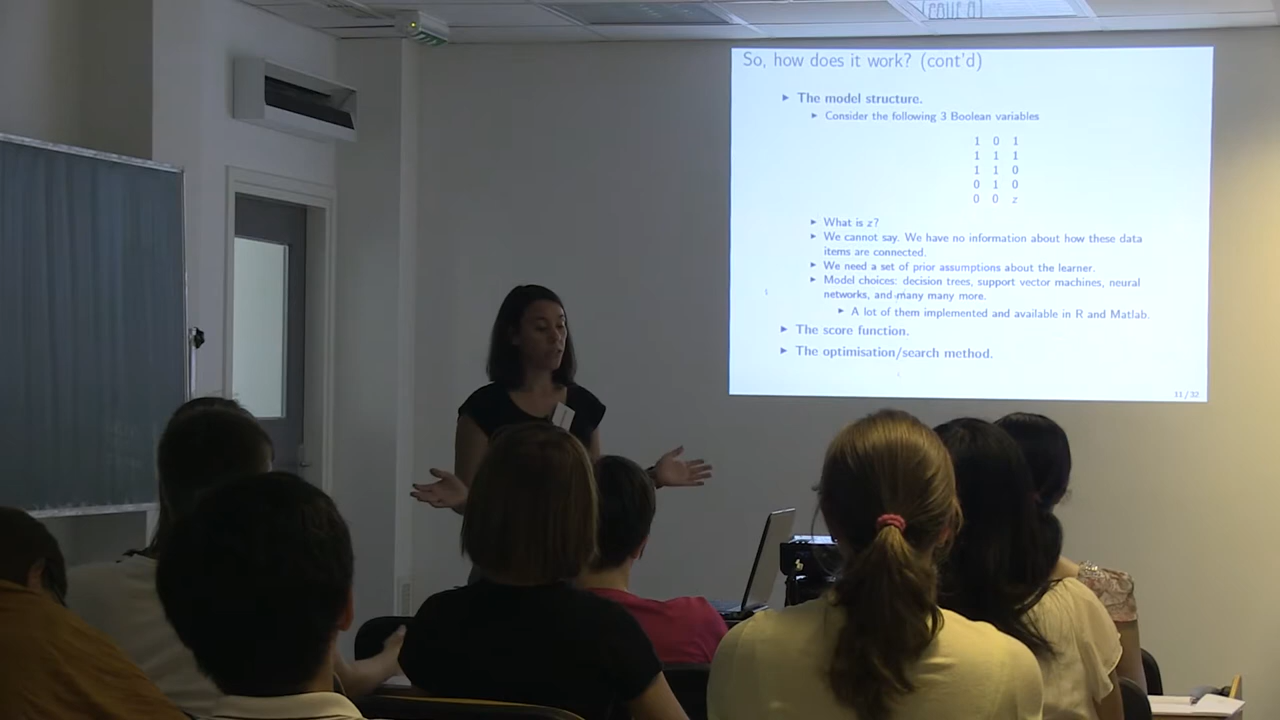 So, how does it work? (cont'd)
The model structure.
Consider the following 3 Boolean variables
1 0 1
1 1 1
1 1 0
0 1 0
0 0 z
What is z?
We cannot say. We have no information about how these data
items are connected.
We need a set of prior assumptions about the learner.
Model choices: decision trees, support vector machines, neural
networks, and many many more.
A lot of them implemented and available in R and Matlab.
The score function.
The optimisation/search method.
11 / 32